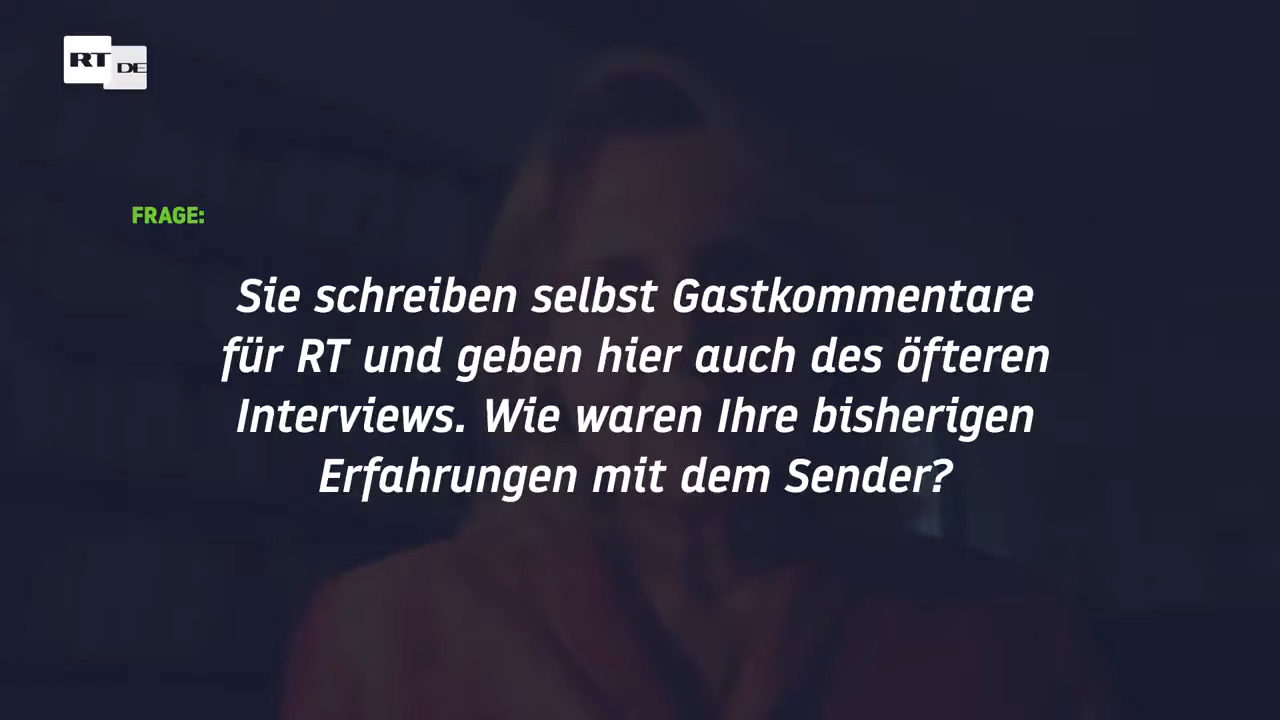 RT DE
FRAGE:
Sie schreiben selbst Gastkommentare
für RT und geben hier auch des öfteren
Interviews. Wie waren Ihre bisherigen
Erfahrungen mit dem Sender?